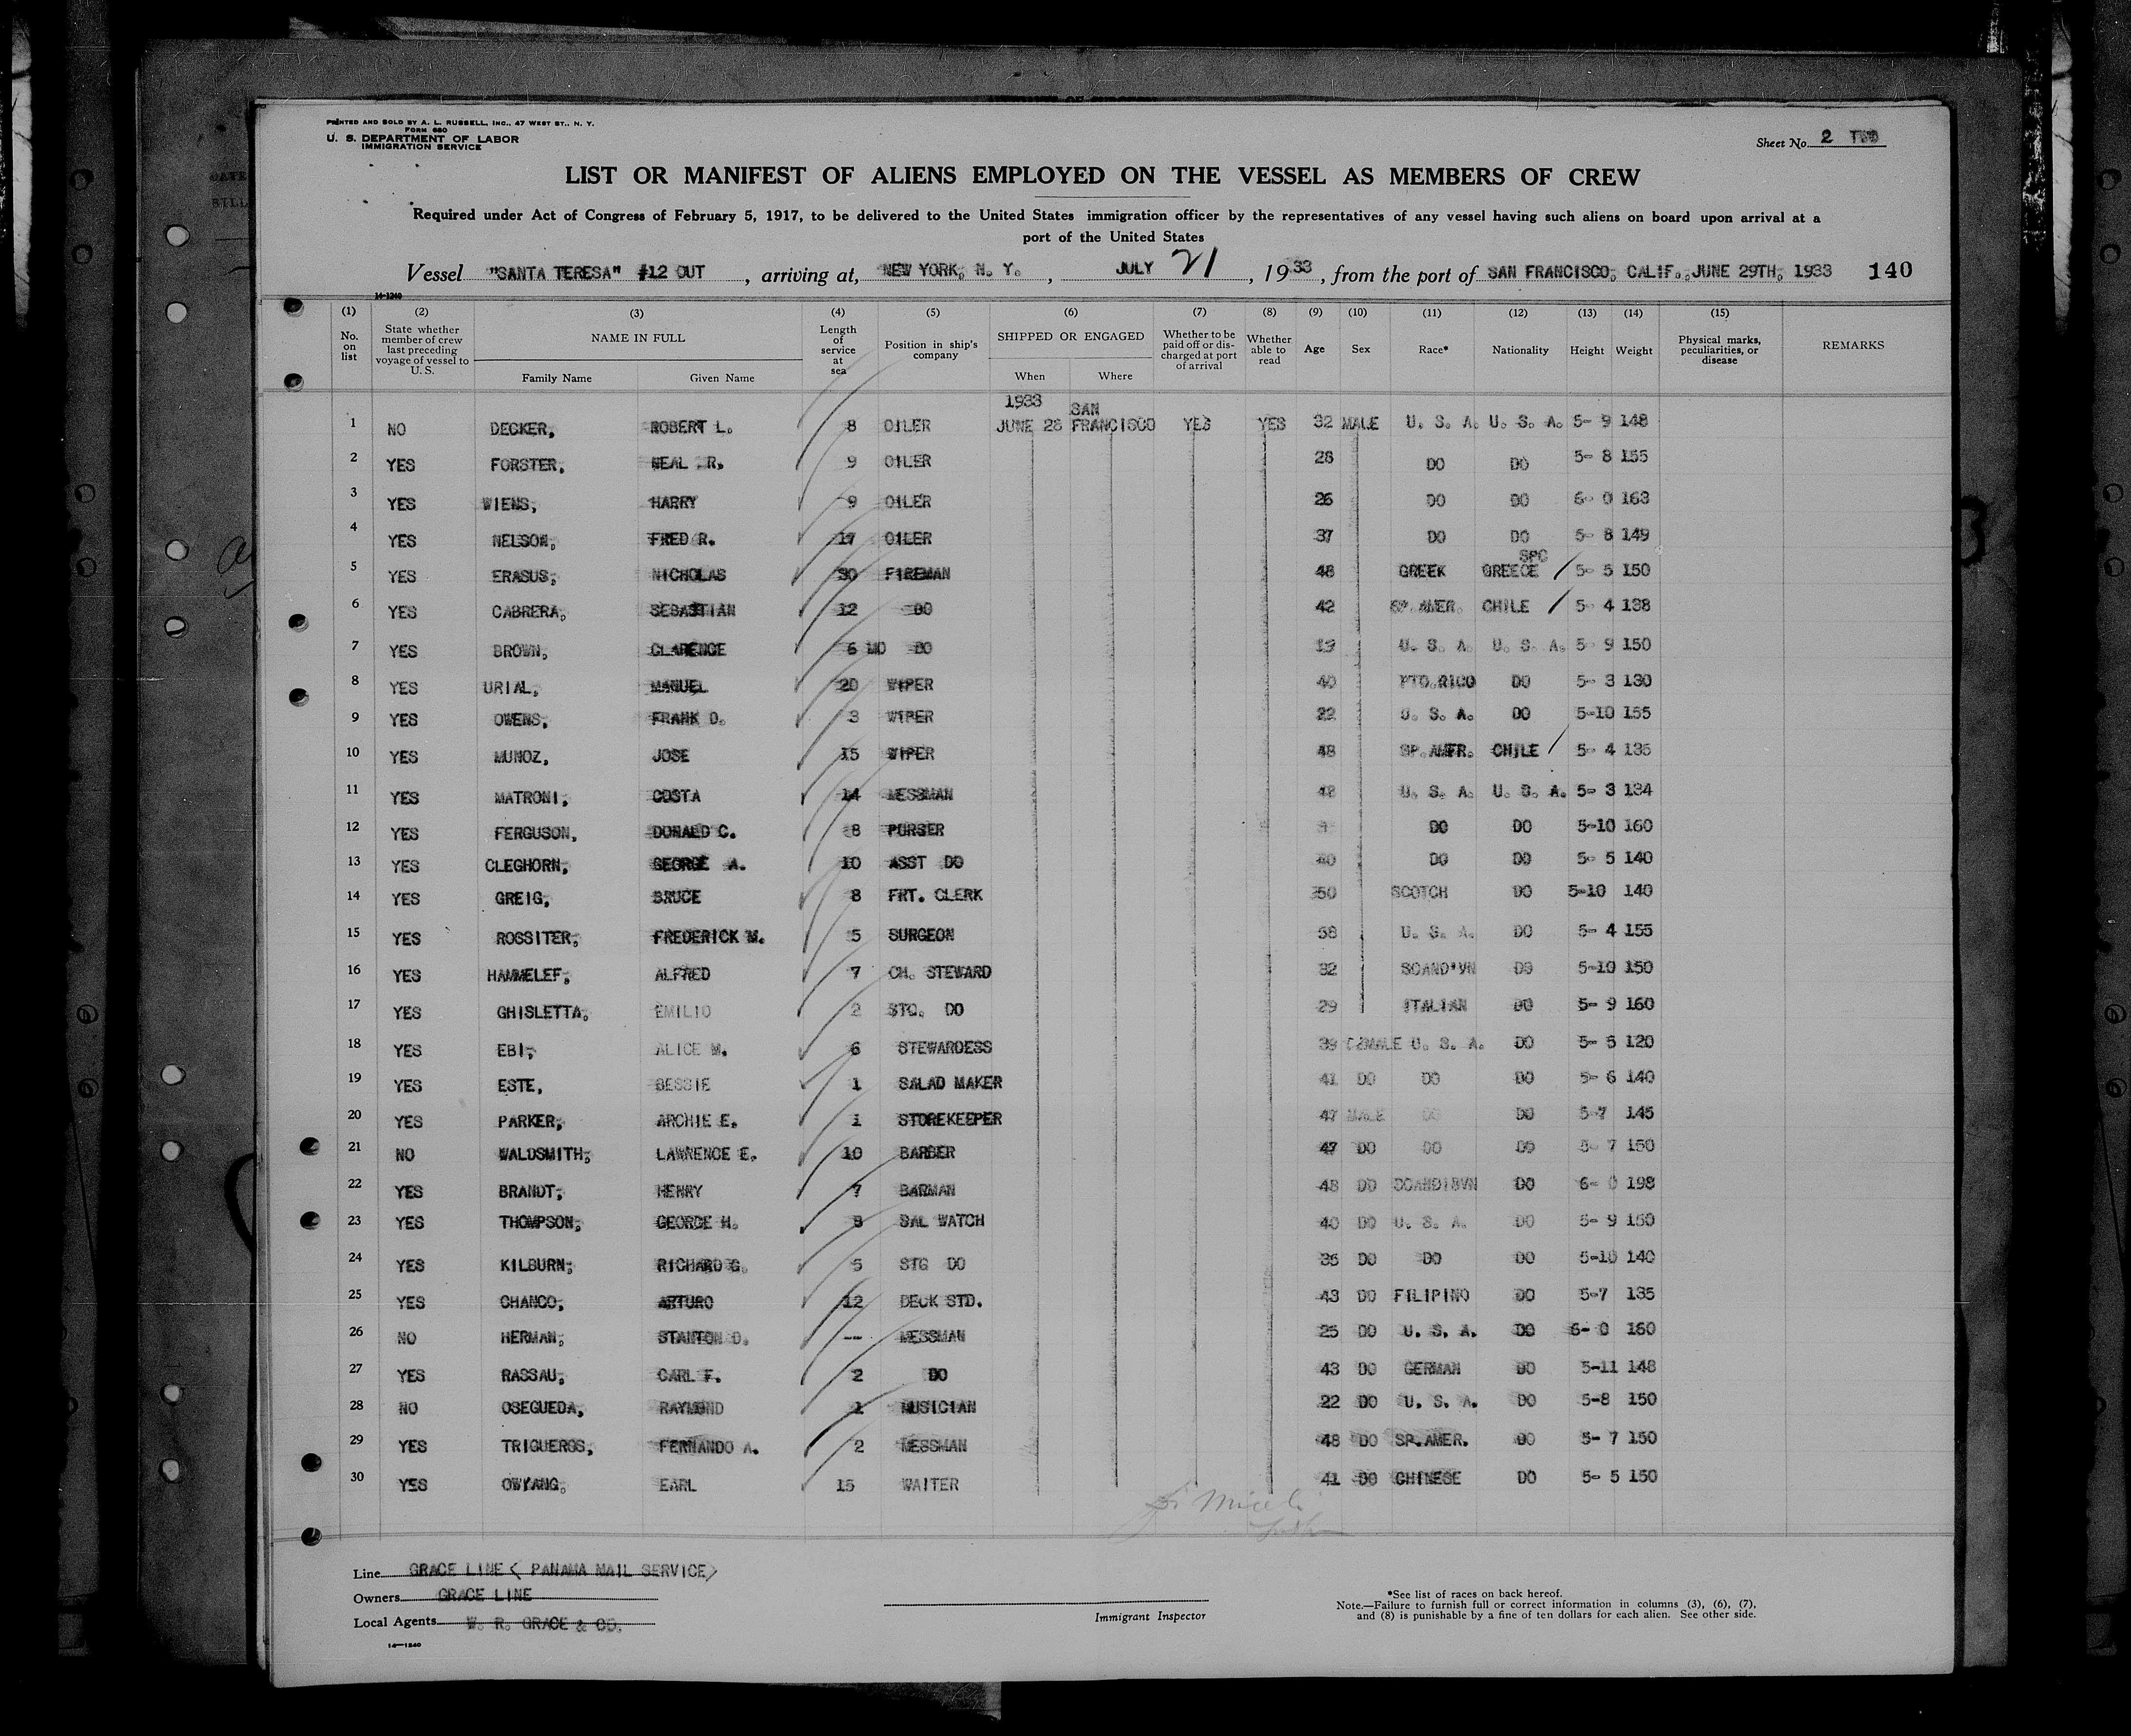 PRINTED AND SOLD BY A. L. RUSSELL, INC., 47 WEST ST., N. Y.
FORM 680
U. S. DEPARTMENT OF LABOR
IMMIGRATION SERVICE
Sheet No. 2 TWO
LIST OR MANIFEST OF ALIENS EMPLOYED ON THE VESSEL AS MEMBERS OF CREW
Required under Act of Congress of February 5, 1917, to be delivered to the United States immigration officer by the representatives of any vessel having such aliens on board upon arrival at a
port of the United States
Vessel "SANTA TERESA" #12 OUT, arriving at, NEW YORK, N. Y., JULY 21, 1933, from the port of SAN FRANCISCO, CALIF., JUNE 29TH, 1933 140
14-1240
(1) No. on list (2) State whether member of crew last preceding voyage of vessel to U. S. (3) NAME IN FULL Family Name Given Name (4) Length of service at sea (5) Position in ship's company (6) SHIPPED OR ENGAGED When Where (7) Whether to be paid off or discharged at port of arrival (8) Whether able to read (9) Age (10) Sex (11) Race* (12) Nationality (13) Height (14) Weight (15) Physical marks, peculiarities, or disease REMARKS
1933 SAN
1 NO DECKER, ROBERT L. 8 OILER JUNE 28 FRANCISCO YES YES 32 MALE U. S. A. U. S. A. 5- 9 148
2 YES FORSTER, NEAL R. 9 OILER 28 DO DO 5- 8 155
3 YES WIENS, HARRY 9 OILER 26 DO DO 6- 0 163
4 YES NELSON, FRED R. 17 OILER 37 DO DO 5- 8 149
SPO
5 YES ERASUS, NICHOLAS 30 FIREMAN 48 GREEK GREECE / 5- 5 150
6 YES CABRERA, SEBASTIAN 12 DO 42 SP.AMER. CHILE / 5- 4 138
7 YES BROWN, CLARENCE 6 MO DO 19 U. S. A. U. S. A. 5- 9 150
8 YES URIAL, MANUEL 20 WIPER 40 PTO.RICO DO 5- 3 130
9 YES OWENS, FRANK O. 3 WIPER 22 U. S. A. DO 5-10 155
10 YES MUNOZ, JOSE 15 WIPER 48 SP.AMER. CHILE / 5- 4 135
11 YES MATRONI, COSTA 14 MESSMAN 42 U. S. A. U. S. A. 5- 3 134
12 YES FERGUSON, DONALD C. 8 PURSER DO DO 5-10 160
13 YES CLEGHORN, GEORGE A. 10 ASST DO 40 DO DO 5- 5 140
14 YES GREIG, BRUCE 8 FRT. CLERK 50 SCOTCH DO 5-10 140
15 YES ROSSITER, FREDERICK M. 5 SURGEON 58 U. S. A. DO 5- 4 155
16 YES HAMMELEF, ALFRED 7 CH. STEWARD 32 SCAND'VN DO 5-10 150
17 YES GHISLETTA, EMILIO 2 STG. DO 29 ITALIAN DO 5- 9 160
18 YES EBI, ALICE M. 6 STEWARDESS 39 FEMALE U. S. A. DO 5- 5 120
19 YES ESTE, BESSIE 1 SALAD MAKER 41 DO DO DO 5- 6 140
20 YES PARKER, ARCHIE E. 1 STOREKEEPER 47 MALE DO DO 5-7 145
21 NO WALDSMITH, LAWRENCE E. 10 BARBER 47 DO DO DO 5- 7 150
22 YES BRANDT, HENRY 7 BARMAN 48 DO SCANDIBVN DO 6- 0 198
23 YES THOMPSON, GEORGE H. 8 SAL WATCH 40 DO U. S. A. DO 5- 9 150
24 YES KILBURN, RICHARD G. 5 STG DO 36 DO DO DO 5-10 140
25 YES CHANCO, ARTURO 12 DECK STD. 43 DO FILIPINO DO 5-7 135
26 NO HERMAN, STANTON D. -- MESSMAN 25 DO U. S. A. DO 6- 0 160
27 YES RASSAU, CARL F. 2 DO 43 DO GERMAN DO 5-11 148
28 NO OSEGUEDA, RAYMOND 1 MUSICIAN 22 DO U. S. A. DO 5-8 150
29 YES TRIGUEROS, FERNANDO A. 2 MESSMAN 48 DO SP.AMER. DO 5- 7 150
30 YES OWYANG, EARL 15 WAITER 41 DO CHINESE DO 5- 5 150
Line GRACE LINE ( PANAMA MAIL SERVICE)
Owners GRACE LINE
Local Agents W. R. GRACE & CO.
14-1240
Immigrant Inspector
*See list of races on back hereof.
Note.—Failure to furnish full or correct information in columns (3), (6), (7),
and (8) is punishable by a fine of ten dollars for each alien. See other side.